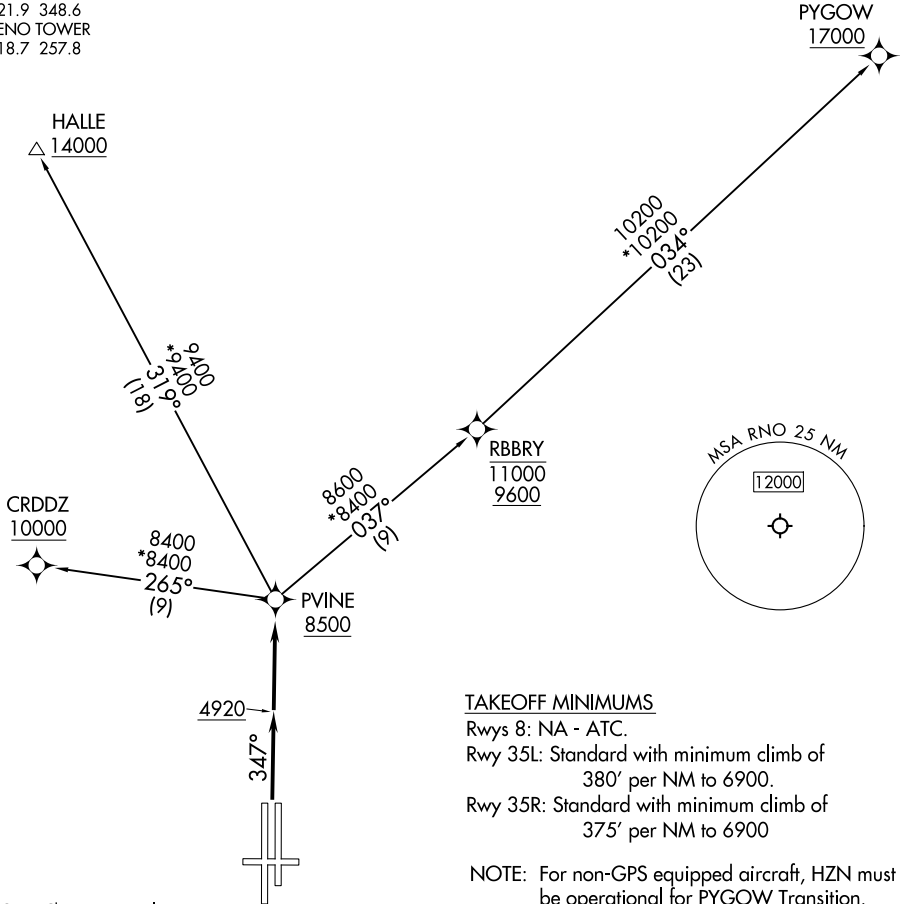 21.9 348.6
ENO TOWER
18.7 257.8
PYGOW
17000
HALLE
14000
10200
*10200
034°
(23)
9400
*9400
319°
(18)
RBBRY
11000
9600
MSA RNO 25 NM
12000
8600
*8400
037°
(9)
CRDDZ
10000
8400
*8400
265°
(9)
PVINE
8500
4920
347°
TAKEOFF MINIMUMS
Rwys 8: NA - ATC.
Rwy 35L: Standard with minimum climb of
380' per NM to 6900.
Rwy 35R: Standard with minimum climb of
375' per NM to 6900
NOTE: For non-GPS equipped aircraft, HZN must
be operational for PYGOW Transition.